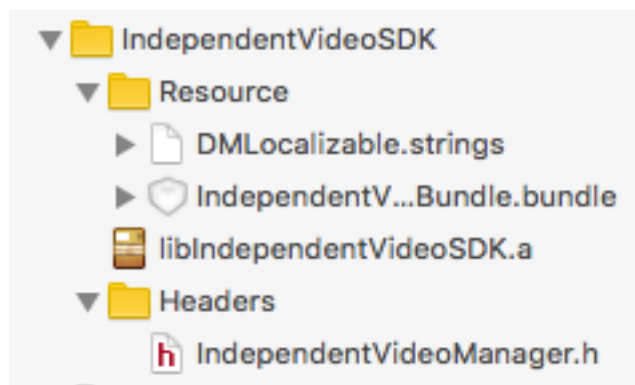 IndependentVideoSDK
Resource
DMLocalizable.strings
IndependentV...Bundle.bundle
libIndependentVideoSDK.a
Headers
h IndependentVideoManager.h